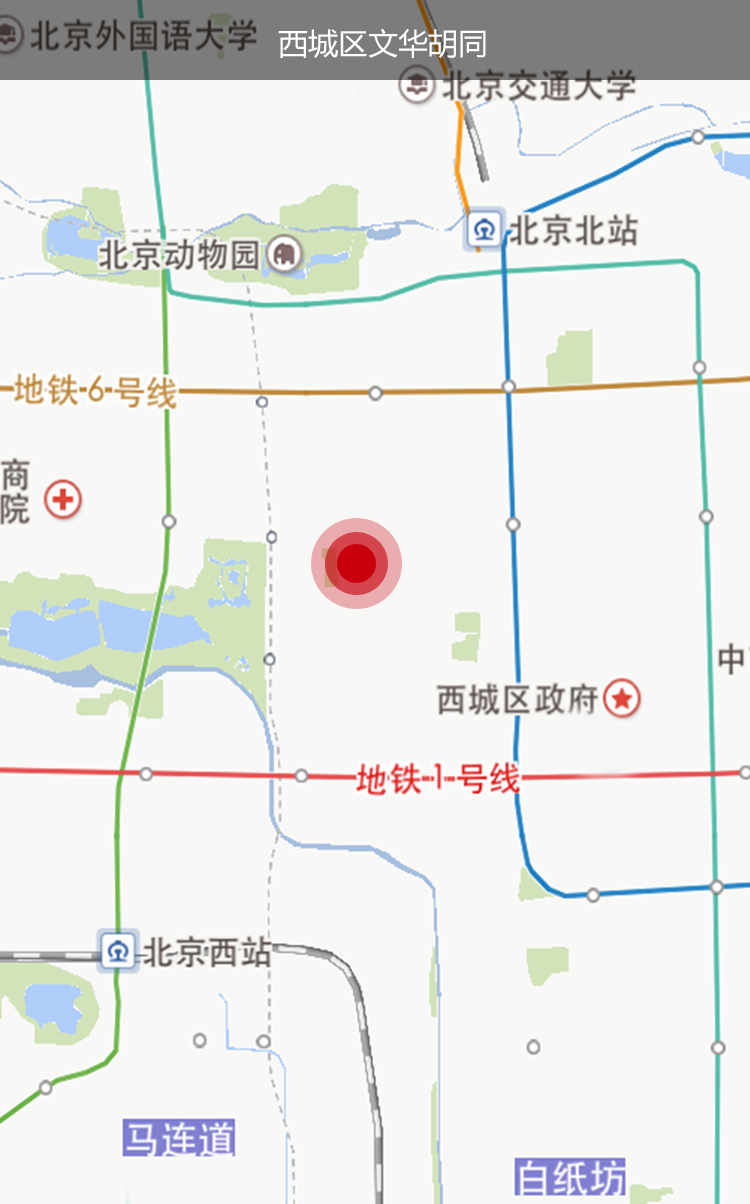 北京外国语大学
西城区文华胡同
北京交通大学
北京北站
北京动物园
地铁6号线
商
院
中
西城区政府
地铁1号线
北京西站
马连道
白纸坊